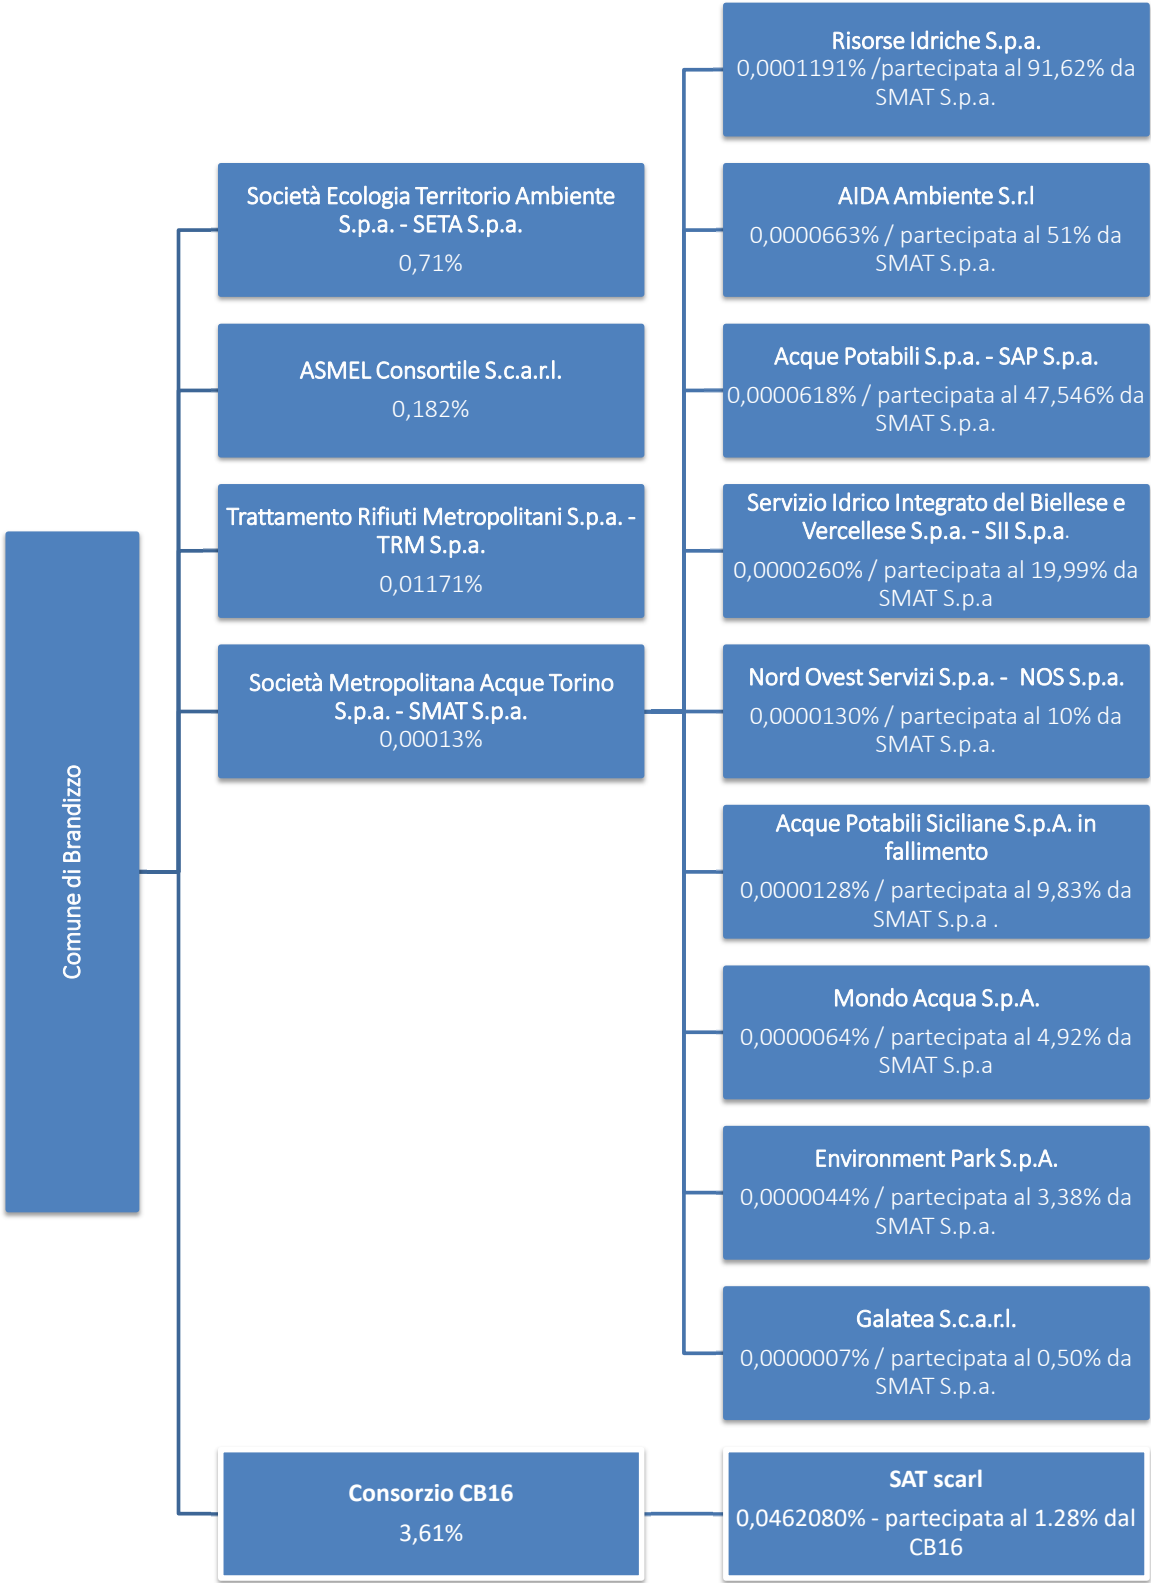 Comune di Brandizzo
Società Ecologia Territorio Ambiente
S.p.a. - SETA S.p.a.
0,71%
ASMEL Consortile S.c.a.r.l.
0,182%
Trattamento Rifiuti Metropolitani S.p.a. -
TRM S.p.a.
0,01171%
Società Metropolitana Acque Torino
S.p.a. - SMAT S.p.a.
0,00013%
Risorse Idriche S.p.a.
0,0001191% /partecipata al 91,62% da
SMAT S.p.a.
AIDA Ambiente S.r.l
0,0000663% / partecipata al 51% da
SMAT S.p.a.
Acque Potabili S.p.a. - SAP S.p.a.
0,0000618% / partecipata al 47,546% da
SMAT S.p.a.
Servizio Idrico Integrato del Biellese e
Vercellese S.p.a. - SII S.p.a.
0,0000260% / partecipata al 19,99% da
SMAT S.p.a
Nord Ovest Servizi S.p.a. -  NOS S.p.a.
0,0000130% / partecipata al 10% da
SMAT S.p.a.
Acque Potabili Siciliane S.p.A. in
fallimento
0,0000128% / partecipata al 9,83% da
SMAT S.p.a .
Mondo Acqua S.p.A.
0,0000064% / partecipata al 4,92% da
SMAT S.p.a
Environment Park S.p.A.
0,0000044% / partecipata al 3,38% da
SMAT S.p.a.
Galatea S.c.a.r.l.
0,0000007% / partecipata al 0,50% da
SMAT S.p.a.
Consorzio CB16
3,61%
SAT scarl
0,0462080% - partecipata al 1.28% dal
CB16